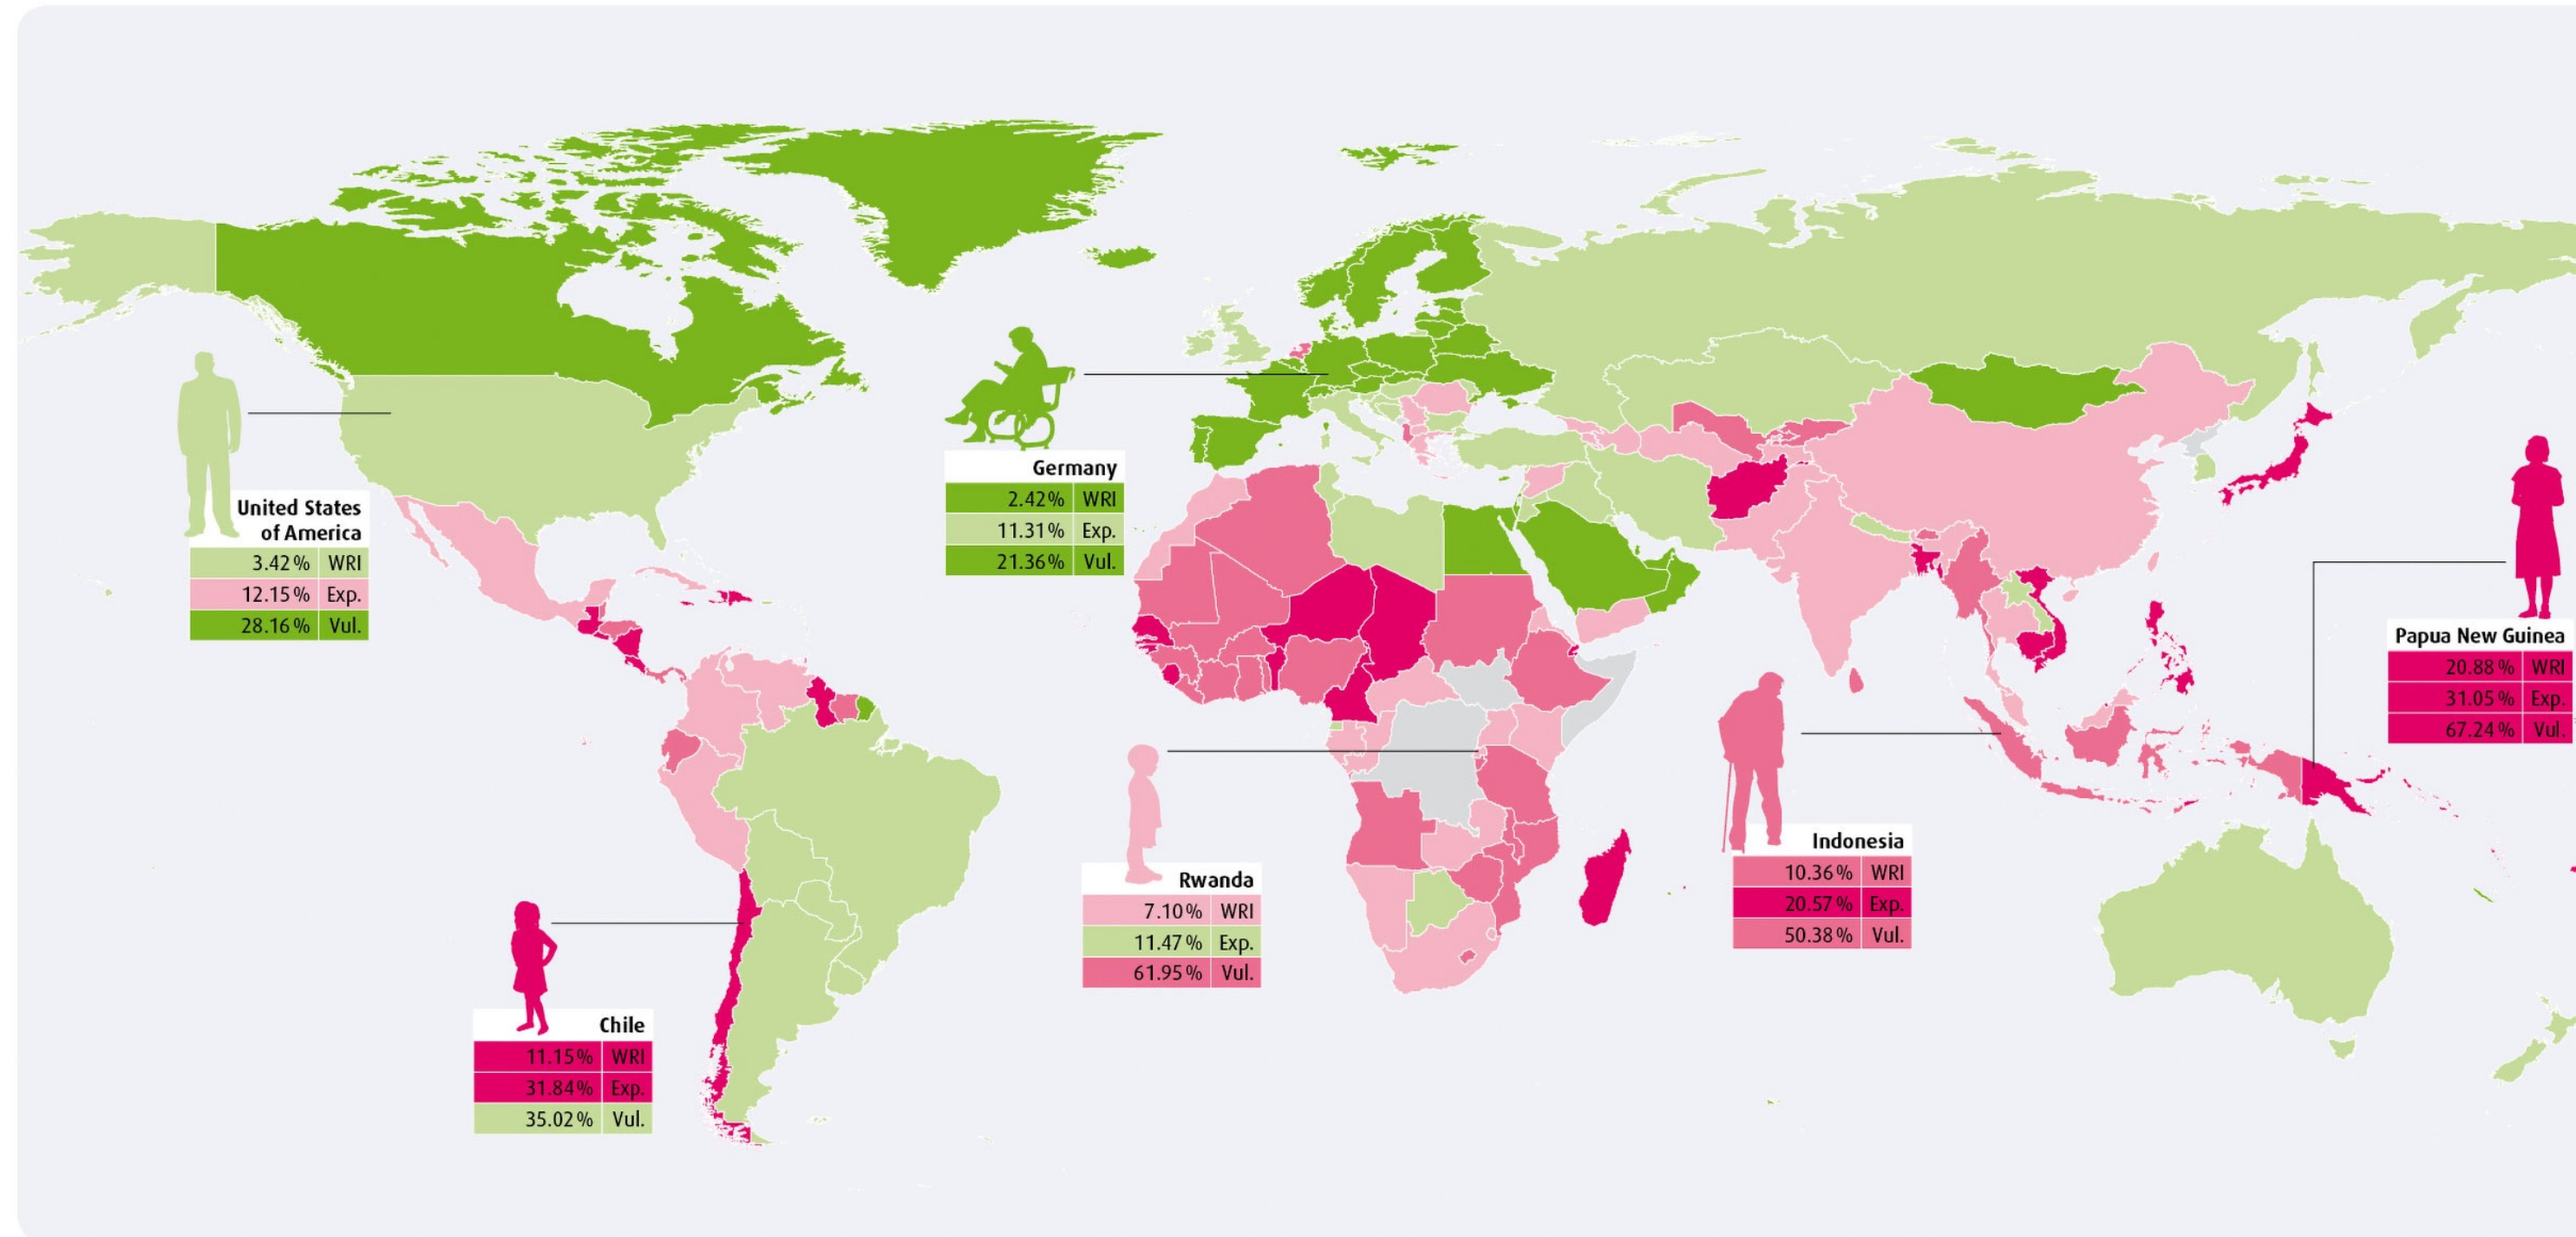 United States
of America
3.42% WRI
12.15% Exp.
28.16% Vul.
Germany
2.42% WRI
11.31% Exp.
21.36% Vul.
Papua New Guinea
20.88% WRI
31.05% Exp.
67.24% Vul.
Indonesia
10.36% WRI
20.57% Exp.
50.38% Vul.
Rwanda
7.10% WRI
11.47% Exp.
61.95% Vul.
Chile
11.15% WRI
31.84% Exp.
35.02% Vul.